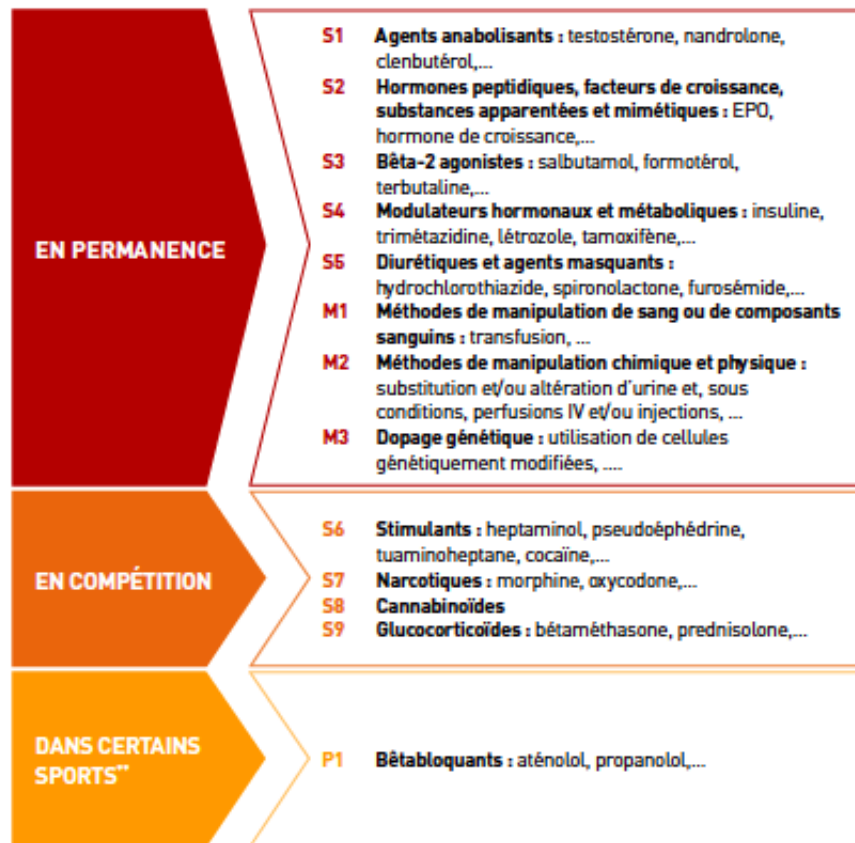 EN PERMANENCE
S1 Agents anabolisants : testostérone, nandrolone,
clenbutérol,...
S2 Hormones peptidiques, facteurs de croissance,
substances apparentées et mimétiques : EPO,
hormone de croissance,...
S3 Bêta-2 agonistes : salbutamol, formotérol,
terbutaline,...
S4 Modulateurs hormonaux et métaboliques : insuline,
trimétazidine, létrozole, tamoxifène,...
S5 Diurétiques et agents masquants :
hydrochlorothiazide, spironolactone, furosémide,...
M1 Méthodes de manipulation de sang ou de composants
sanguins : transfusion, ...
M2 Méthodes de manipulation chimique et physique :
substitution et/ou altération d'urine et, sous
conditions, perfusions IV et/ou injections, ...
M3 Dopage génétique : utilisation de cellules
génétiquement modifiées, ....
EN COMPÉTITION
S6 Stimulants : heptaminol, pseudoéphédrine,
tuaminoheptane, cocaïne,...
S7 Narcotiques : morphine, oxycodone,...
S8 Cannabinoïdes
S9 Glucocorticoïdes : bétaméthasone, prednisolone,...
DANS CERTAINS
SPORTS**
P1 Bêtabloquants : aténolol, propanolol,...